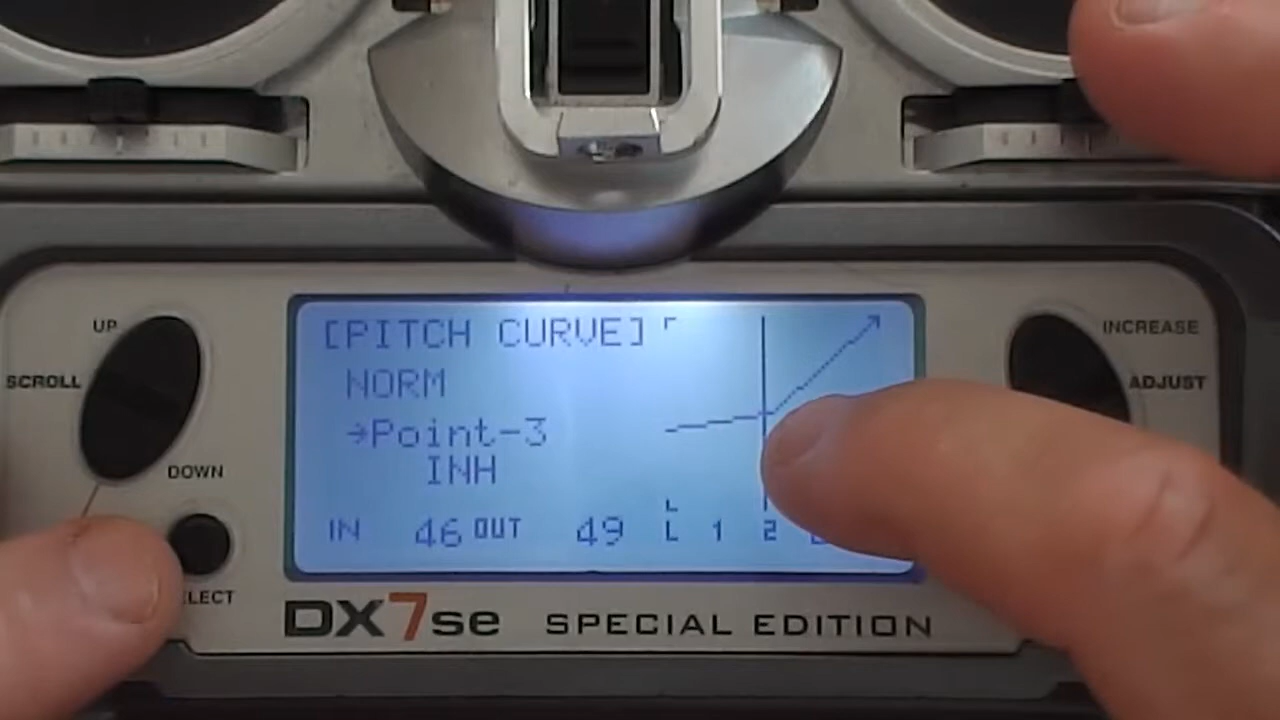 UP
SCROLL
DOWN
INCREASE
ADJUST
[PITCH CURVE]
NORM
→Point-3
INH
IN 46 OUT 49
L
L 1 2
DX7se SPECIAL EDITION